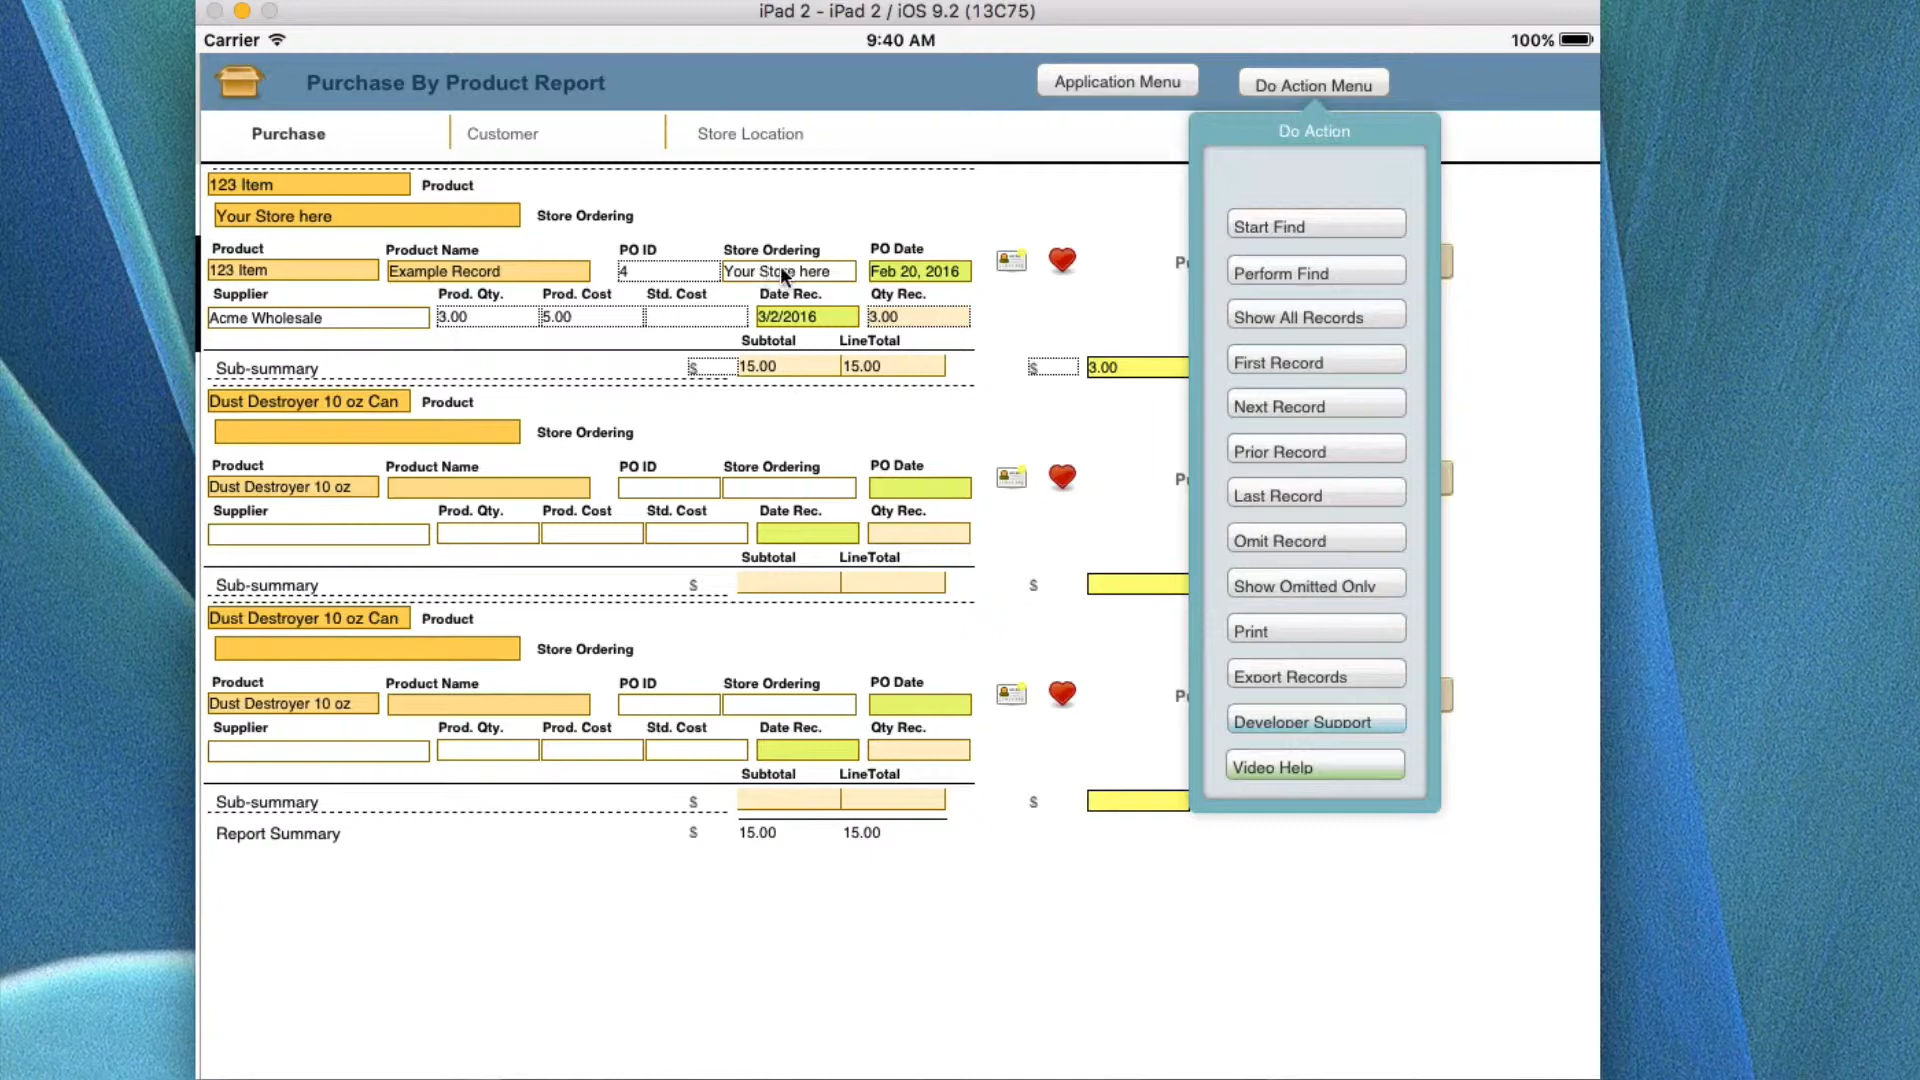 iPad 2 - iPad 2 / iOS 9.2 (13C75)
Carrier 9:40 AM 100%
Purchase By Product Report Application Menu Do Action Menu
Purchase Customer Store Location
Do Action
Start Find
Perform Find
Show All Records
First Record
Next Record
Prior Record
Last Record
Omit Record
Show Omitted Only
Print
Export Records
Developer Support
Video Help
123 Item Product
Your Store here Store Ordering
Product Product Name PO ID Store Ordering PO Date
123 Item Example Record 4 Your Store here Feb 20, 2016
Supplier Prod. Qty. Prod. Cost Std. Cost Date Rec. Qty Rec.
Acme Wholesale 3.00 5.00 3/2/2016 3.00
Subtotal LineTotal
Sub-summary $ 15.00 15.00 $ 3.00
Dust Destroyer 10 oz Can Product
Store Ordering
Product Product Name PO ID Store Ordering PO Date
Dust Destroyer 10 oz
Supplier Prod. Qty. Prod. Cost Std. Cost Date Rec. Qty Rec.
Subtotal LineTotal
Sub-summary $ $
Dust Destroyer 10 oz Can Product
Store Ordering
Product Product Name PO ID Store Ordering PO Date
Dust Destroyer 10 oz
Supplier Prod. Qty. Prod. Cost Std. Cost Date Rec. Qty Rec.
Subtotal LineTotal
Sub-summary $ $
Report Summary $ 15.00 15.00